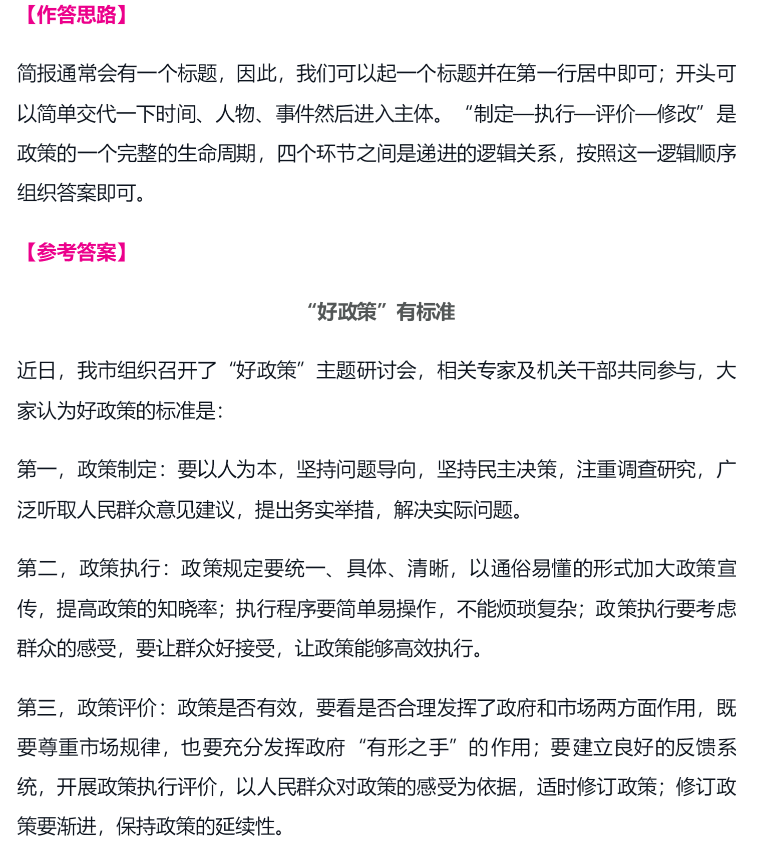 【作答思路】
简报通常会有一个标题，因此，我们可以起一个标题并在第一行居中即可；开头可
以简单交代一下时间、人物、事件然后进入主体。“制定—执行—评价—修改”是
政策的一个完整的生命周期，四个环节之间是递进的逻辑关系，按照这一逻辑顺序
组织答案即可。
【参考答案】
“好政策”有标准
近日，我市组织召开了“好政策”主题研讨会，相关专家及机关干部共同参与，大
家认为好政策的标准是：
第一，政策制定：要以人为本，坚持问题导向，坚持民主决策，注重调查研究，广
泛听取人民群众意见建议，提出务实举措，解决实际问题。
第二，政策执行：政策规定要统一、具体、清晰，以通俗易懂的形式加大政策宣
传，提高政策的知晓率；执行程序要简单易操作，不能烦琐复杂；政策执行要考虑
群众的感受，要让群众好接受，让政策能够高效执行。
第三，政策评价：政策是否有效，要看是否合理发挥了政府和市场两方面作用，既
要尊重市场规律，也要充分发挥政府“有形之手”的作用；要建立良好的反馈系
统，开展政策执行评价，以人民群众对政策的感受为依据，适时修订政策；修订政
策要渐进，保持政策的延续性。